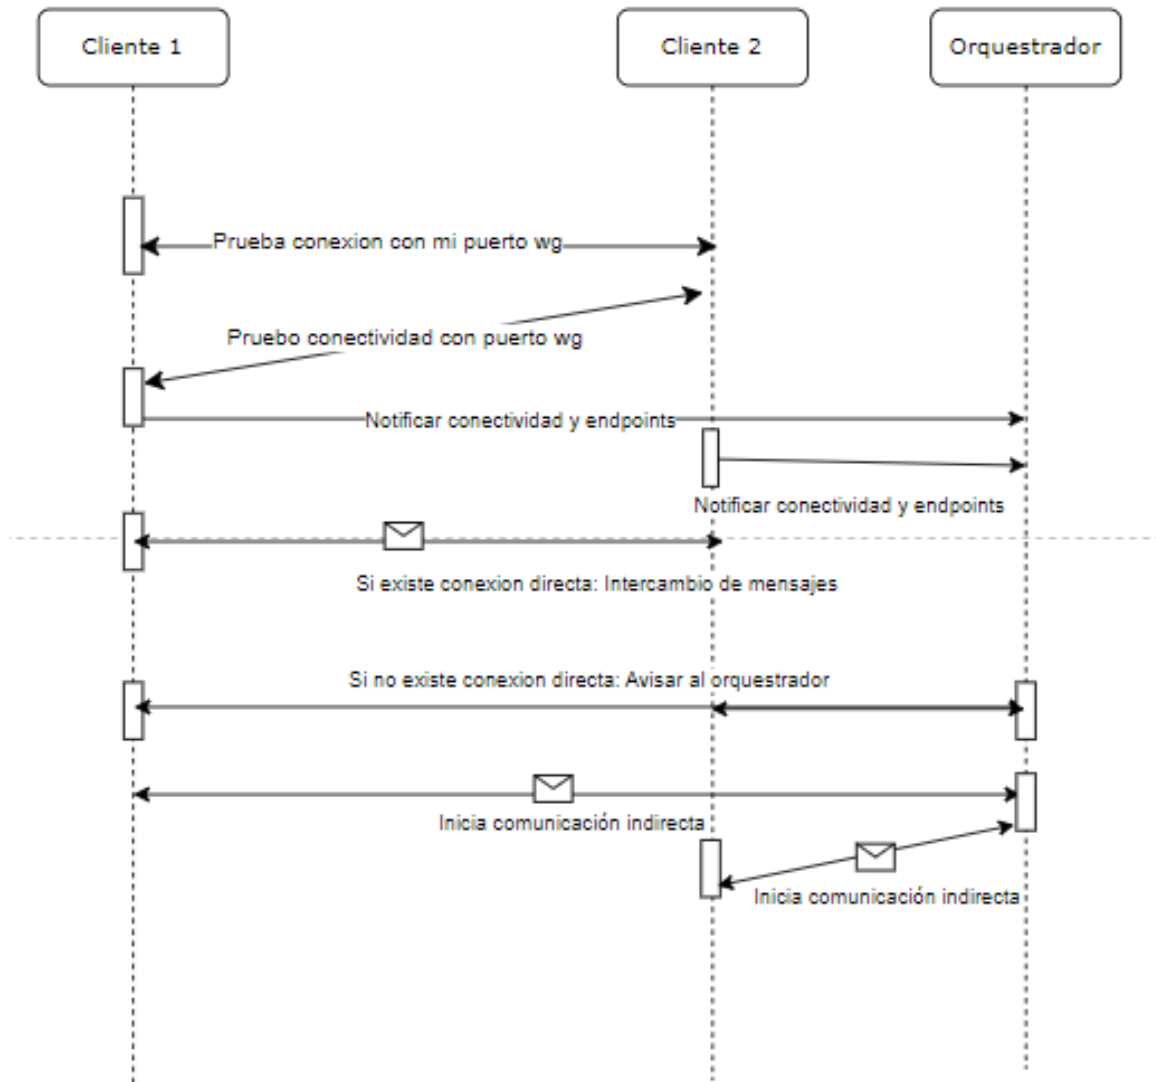 Cliente 1
Cliente 2
Orquestrador
Prueba conexion con mi puerto wg
Pruebo conectividad con puerto wg
Notificar conectividad y endpoints
Notificar conectividad y endpoints
Si existe conexion directa: Intercambio de mensajes
Si no existe conexion directa: Avisar al orquestrador
Inicia comunicación indirecta
Inicia comunicación indirecta